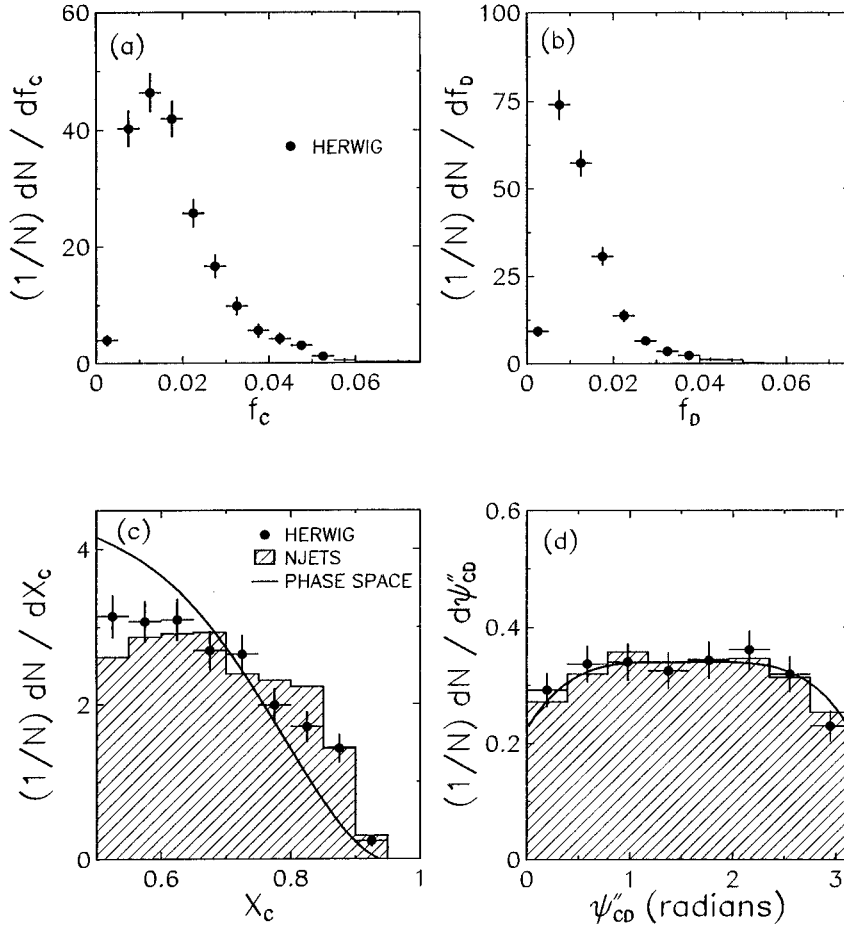 (a)
(1/N) dN / df_C
60
40
20
0
HERWIG
0 0.02 0.04 0.06
f_C
(b)
(1/N) dN / df_D
100
75
50
25
0
0 0.02 0.04 0.06
f_D
(c)
(1/N) dN / dX_C
4
2
0
HERWIG
NJETS
PHASE SPACE
0.6 0.8 1
X_C
(d)
(1/N) dN / dψ''_CD
0.6
0.4
0.2
0
0 1 2 3
ψ''_CD (radians)